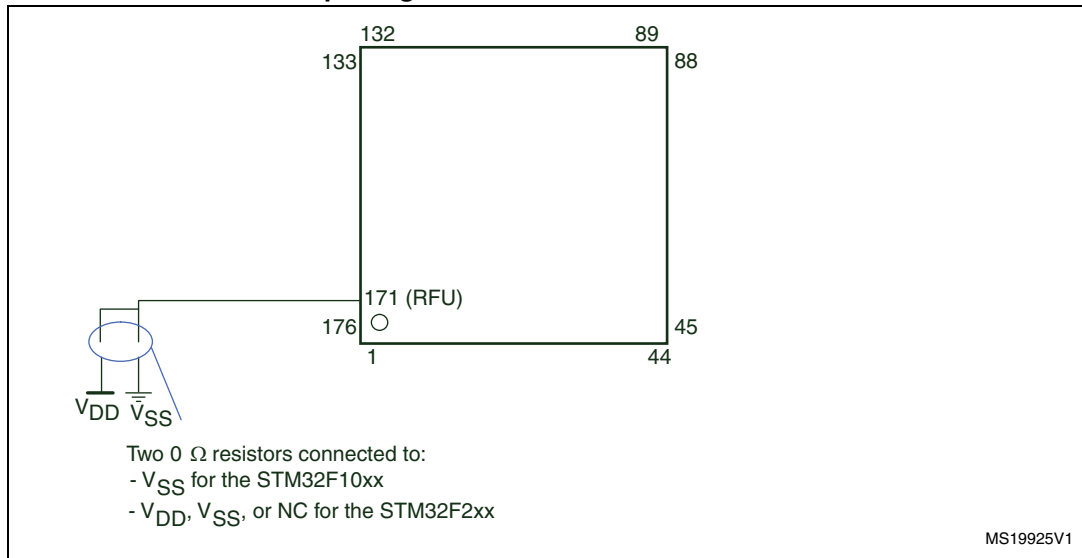 132 89
133 88
171 (RFU)
176 45
1 44
VDD VSS
Two 0 Ω resistors connected to:
- VSS for the STM32F10xx
- VDD, VSS, or NC for the STM32F2xx
MS19925V1